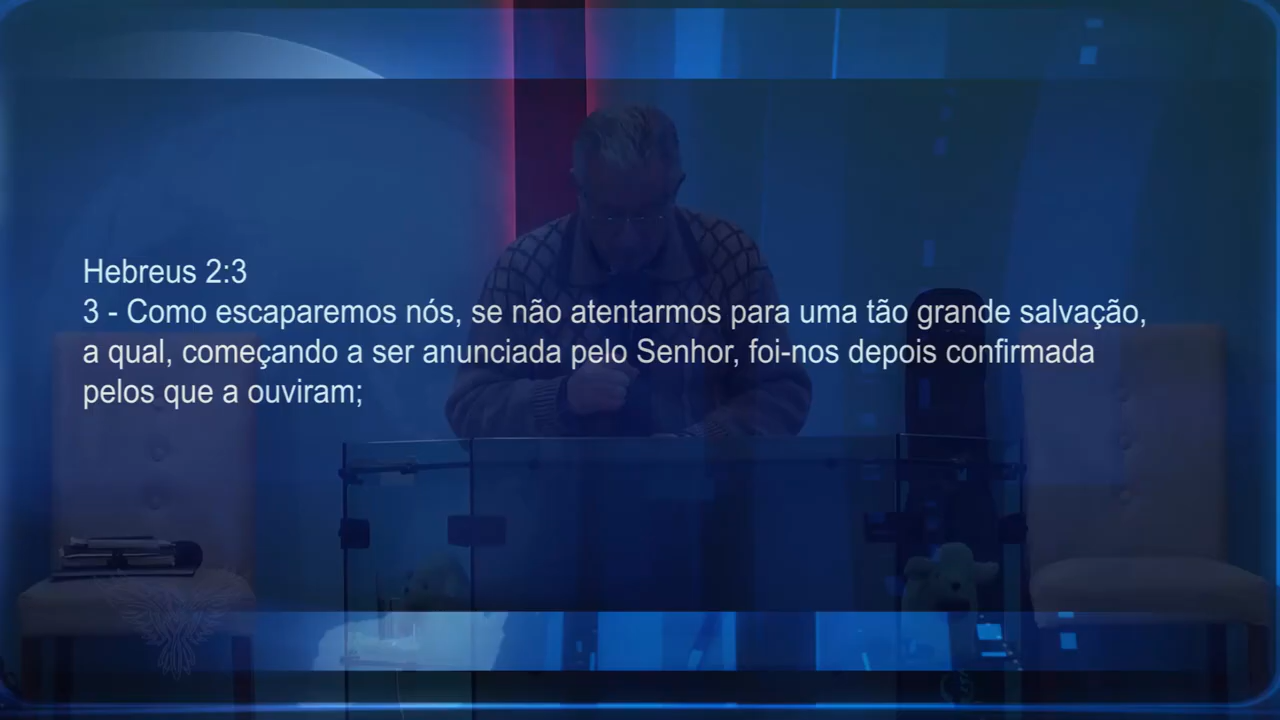 Hebreus 2:3
3 - Como escaparemos nós, se não atentarmos para uma tão grande salvação,
a qual, começando a ser anunciada pelo Senhor, foi-nos depois confirmada
pelos que a ouviram;